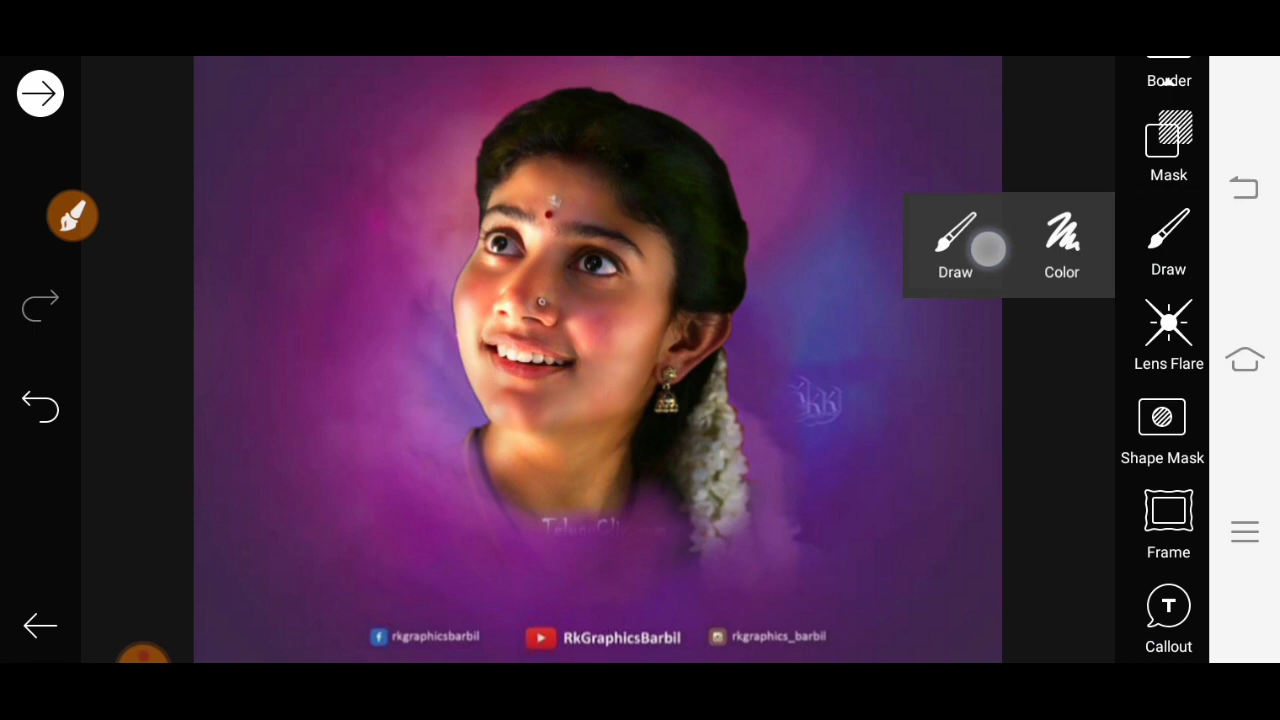 Border
Mask
Draw
Color
Draw
Lens Flare
Shape Mask
Frame
T
Callout
rkgraphicsbarbil
RkGraphicsBarbil
rkgraphics_barbil